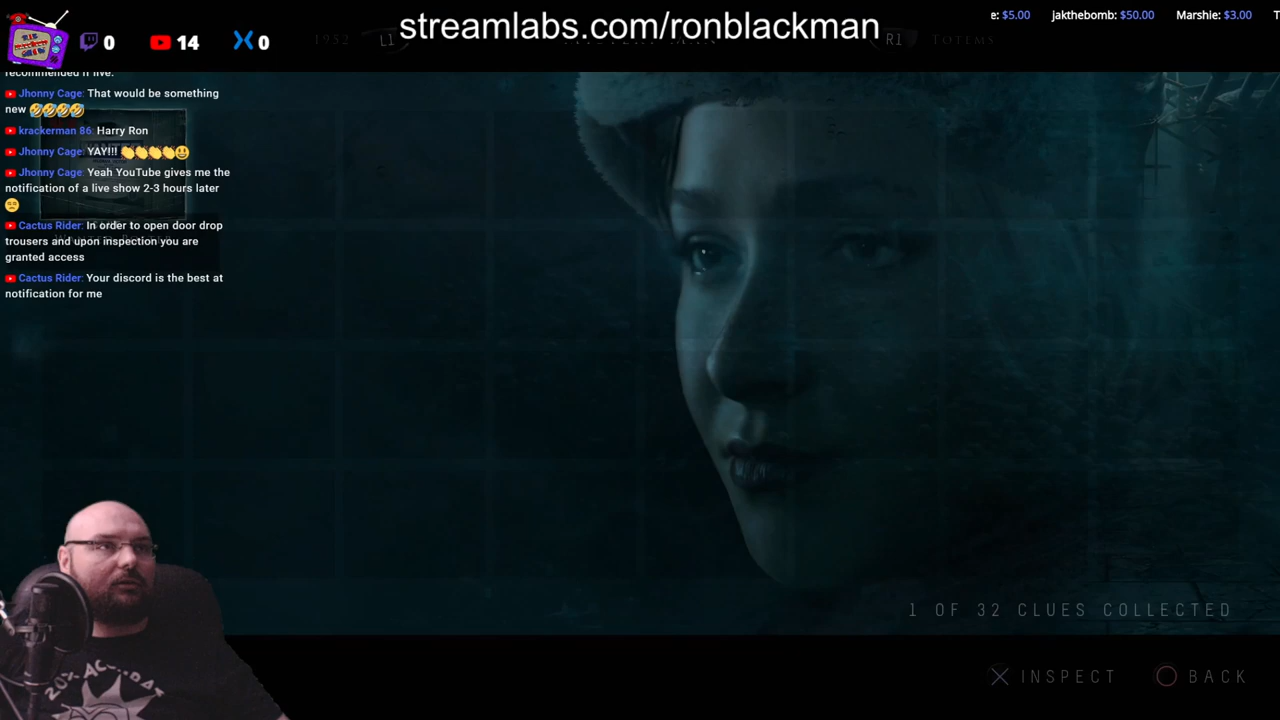 streamlabs.com/ronblackman
e: $5.00 jakthebomb: $50.00 Marshie: $3.00 T
0 14 0
1952 L1 R1 TOTEMS
recommended if live.
Jhonny Cage: That would be something
new 🤣🤣🤣🤣
krackerman 86: Harry Ron
Jhonny Cage: YAY!!! 👏👏👏👏😃
Jhonny Cage: Yeah YouTube gives me the
notification of a live show 2-3 hours later
😔
Cactus Rider: In order to open door drop
trousers and upon inspection you are
granted access
Cactus Rider: Your discord is the best at
notification for me
1 OF 32 CLUES COLLECTED
INSPECT BACK
20% ACC